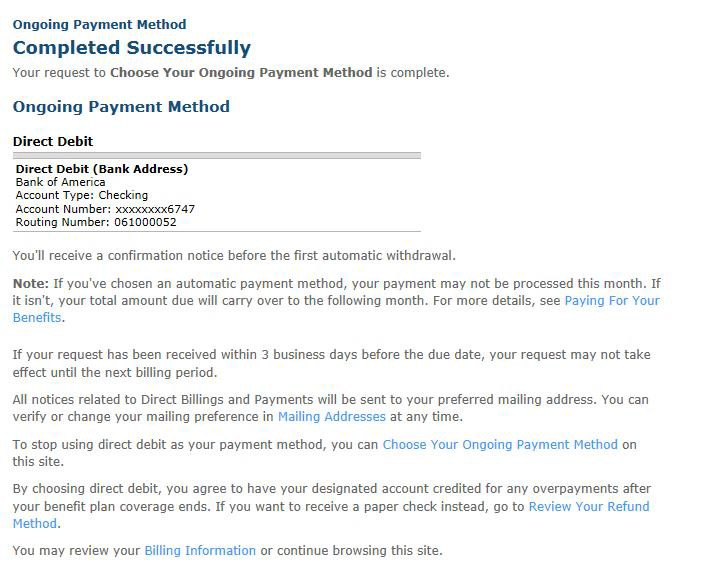 Ongoing Payment Method
Completed Successfully
Your request to Choose Your Ongoing Payment Method is complete.
Ongoing Payment Method
Direct Debit
Direct Debit (Bank Address)
Bank of America
Account Type: Checking
Account Number: xxxxxxxx6747
Routing Number: 061000052
You'll receive a confirmation notice before the first automatic withdrawal.
Note: If you've chosen an automatic payment method, your payment may not be processed this month. If
it isn't, your total amount due will carry over to the following month. For more details, see Paying For Your
Benefits.
If your request has been received within 3 business days before the due date, your request may not take
effect until the next billing period.
All notices related to Direct Billings and Payments will be sent to your preferred mailing address. You can
verify or change your mailing preference in Mailing Addresses at any time.
To stop using direct debit as your payment method, you can Choose Your Ongoing Payment Method on
this site.
By choosing direct debit, you agree to have your designated account credited for any overpayments after
your benefit plan coverage ends. If you want to receive a paper check instead, go to Review Your Refund
Method.
You may review your Billing Information or continue browsing this site.